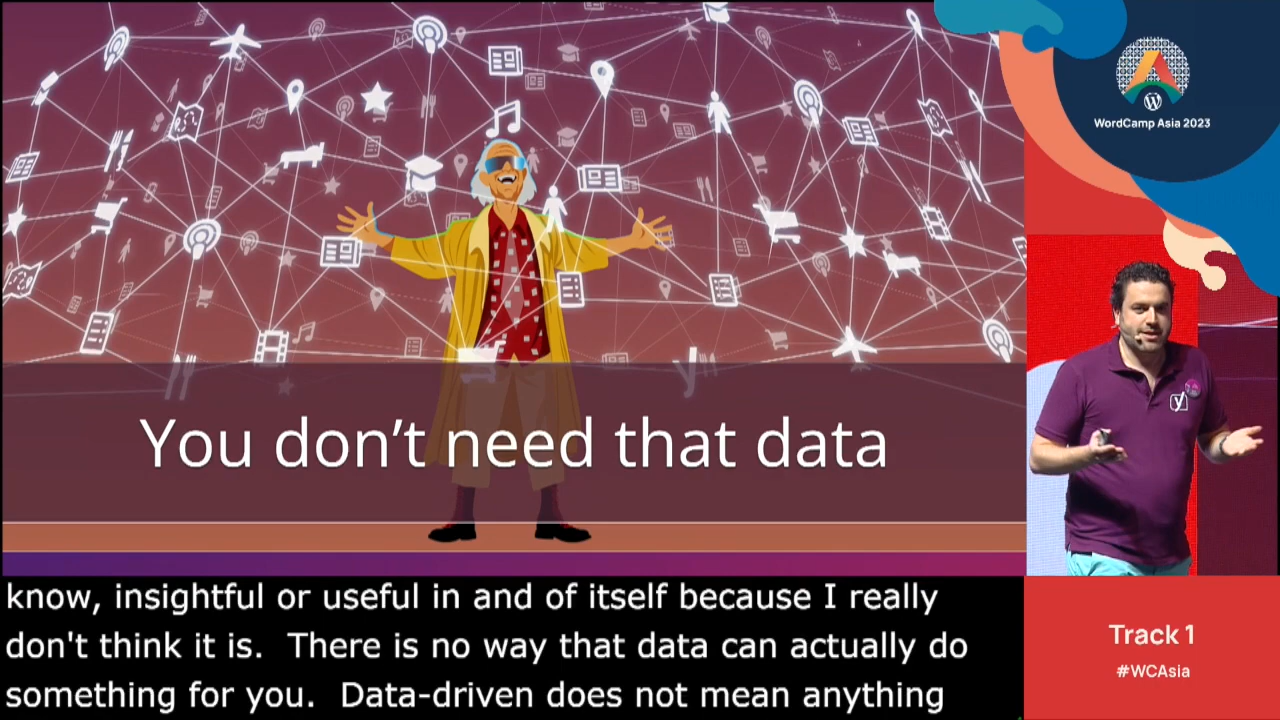 WordCamp Asia 2023
You don't need that data
know, insightful or useful in and of itself because I really
don't think it is.  There is no way that data can actually do
something for you.  Data-driven does not mean anything
Track 1
#WCAsia